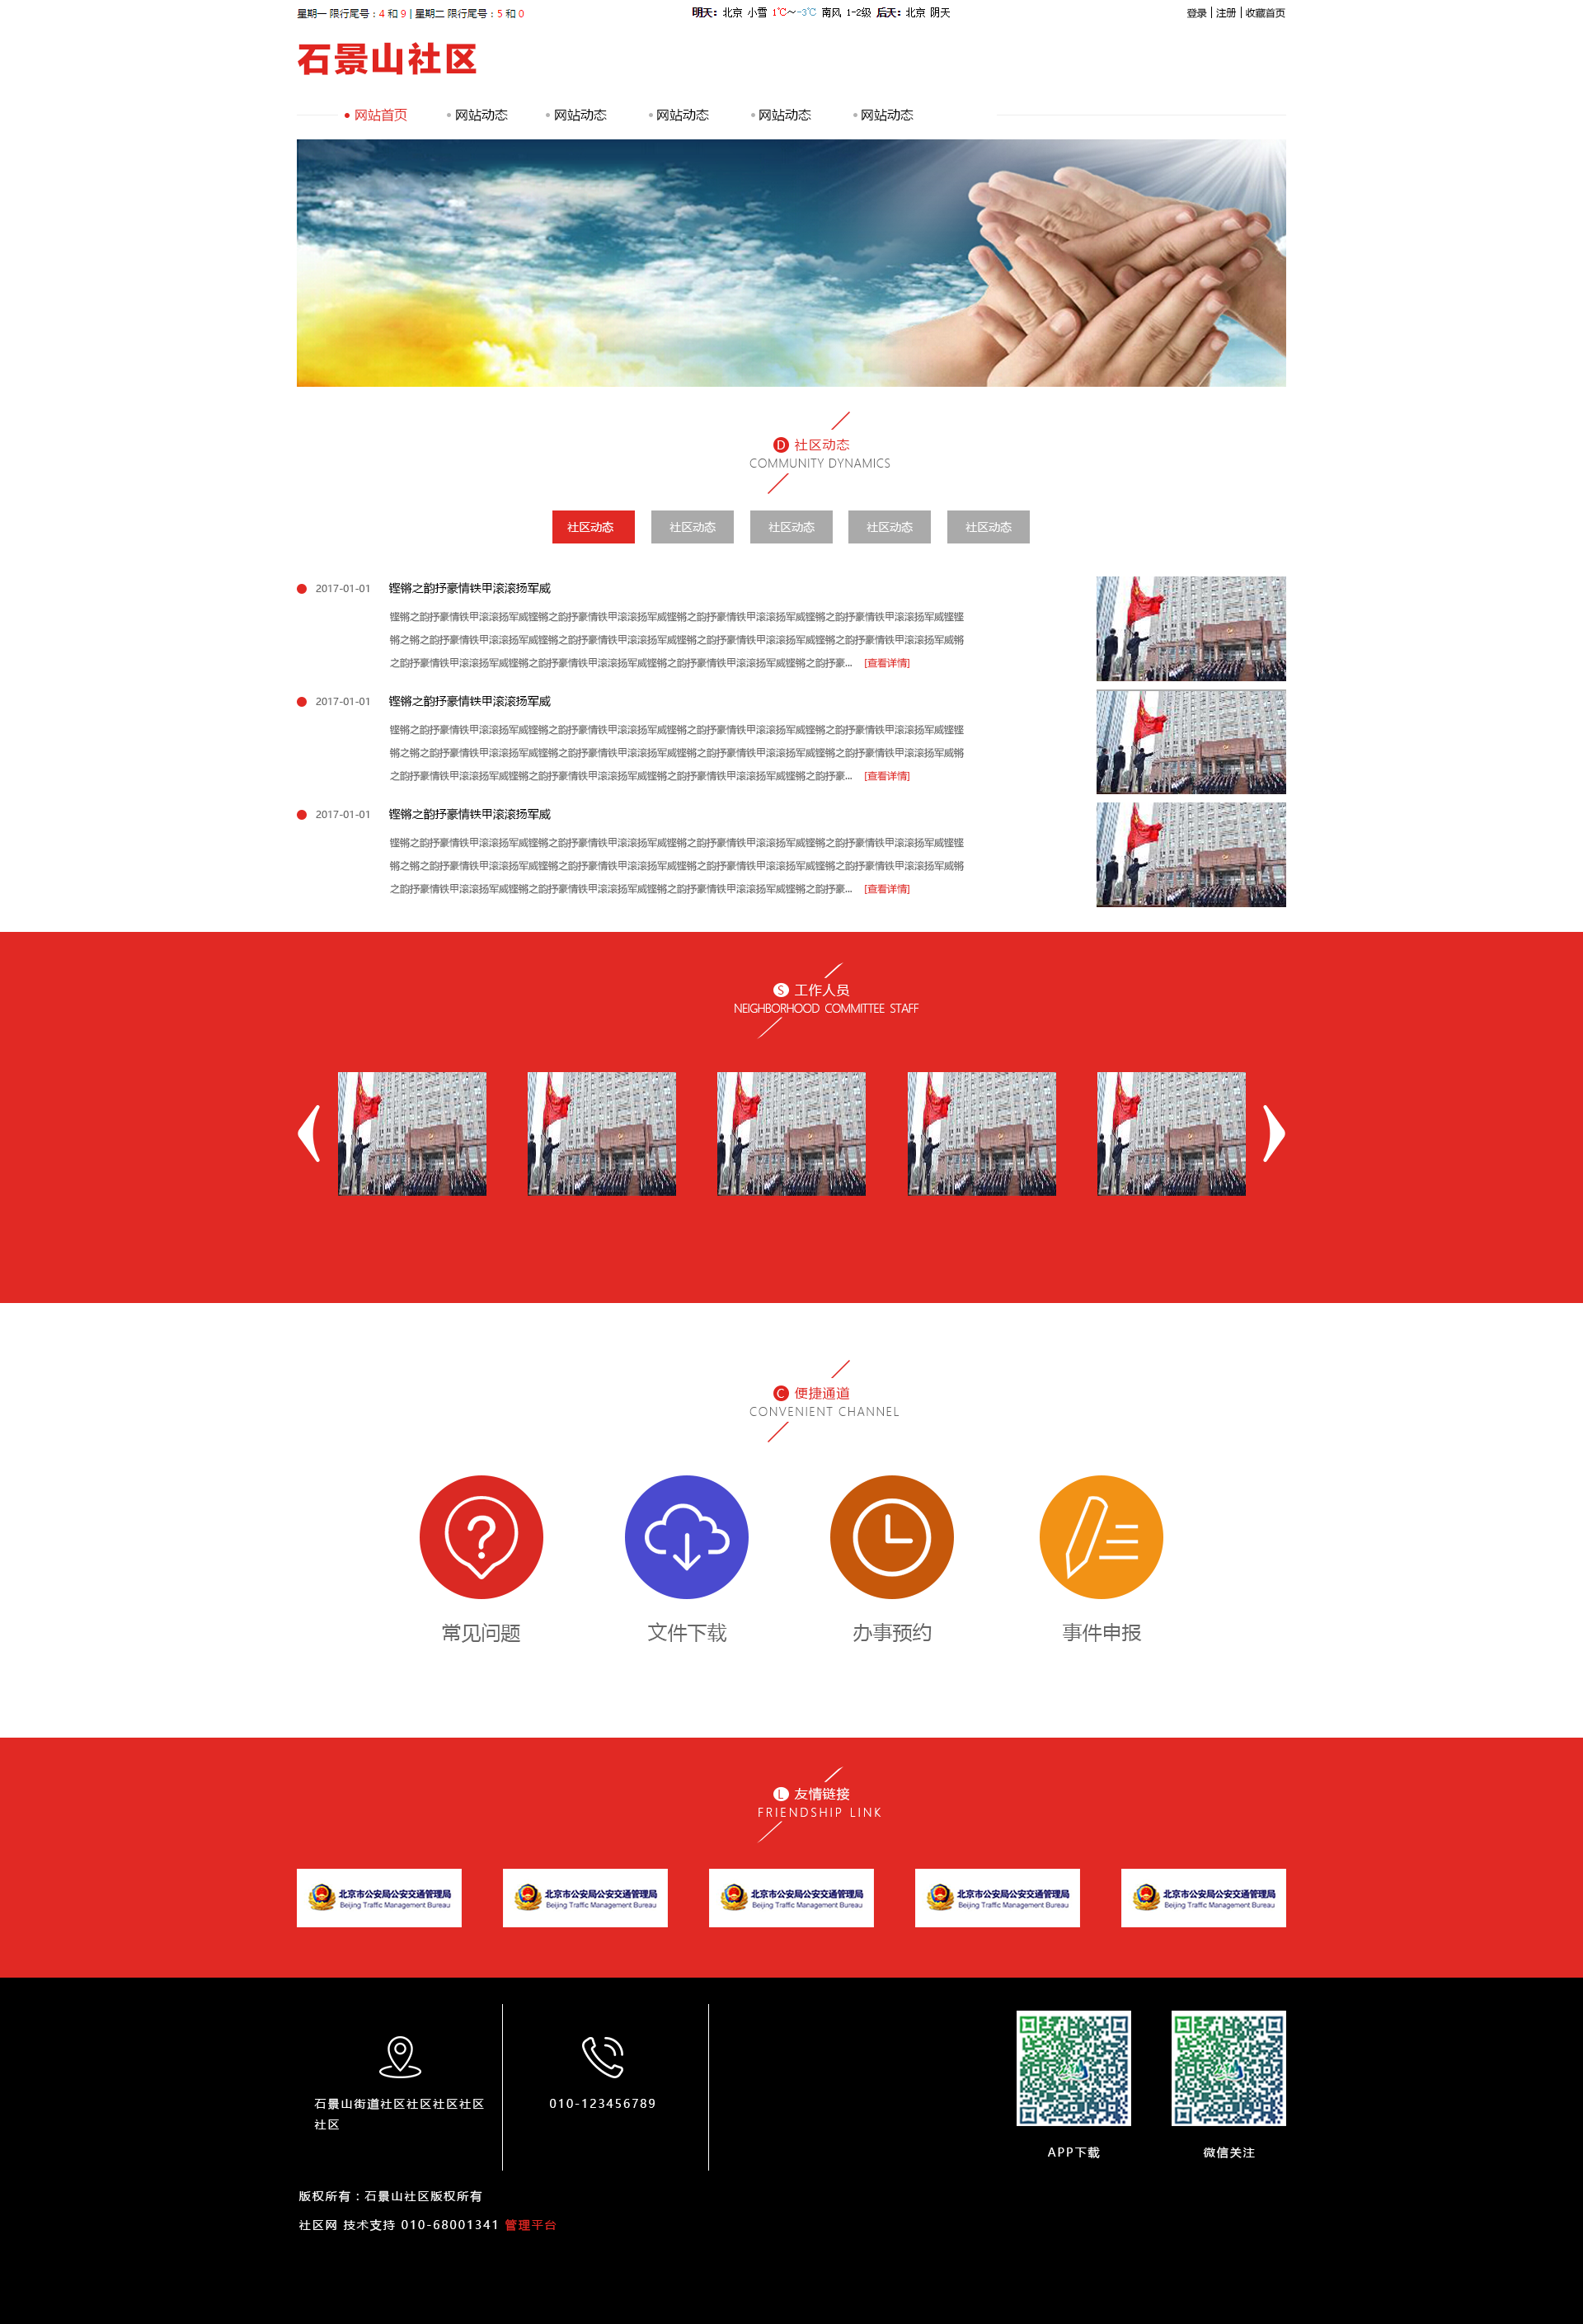 星期一 限行尾号：4 和 9 | 星期二 限行尾号：5 和 0
明天：北京 小雪 1℃～-3℃ 南风 1-2级 后天：北京 阴天
登录 | 注册 | 收藏首页
石景山社区
网站首页 网站动态 网站动态 网站动态 网站动态 网站动态
D 社区动态
COMMUNITY DYNAMICS
社区动态 社区动态 社区动态 社区动态 社区动态
2017-01-01 铿锵之韵抒豪情铁甲滚滚扬军威
铿锵之韵抒豪情铁甲滚滚扬军威铿锵之韵抒豪情铁甲滚滚扬军威铿锵之韵抒豪情铁甲滚滚扬军威铿锵之韵抒豪情铁甲滚滚扬军威铿铿
锵之锵之韵抒豪情铁甲滚滚扬军威铿锵之韵抒豪情铁甲滚滚扬军威铿锵之韵抒豪情铁甲滚滚扬军威铿锵之韵抒豪情铁甲滚滚扬军威锵
之韵抒豪情铁甲滚滚扬军威铿锵之韵抒豪情铁甲滚滚扬军威铿锵之韵抒豪情铁甲滚滚扬军威铿锵之韵抒豪... [查看详情]
2017-01-01 铿锵之韵抒豪情铁甲滚滚扬军威
铿锵之韵抒豪情铁甲滚滚扬军威铿锵之韵抒豪情铁甲滚滚扬军威铿锵之韵抒豪情铁甲滚滚扬军威铿锵之韵抒豪情铁甲滚滚扬军威铿铿
锵之锵之韵抒豪情铁甲滚滚扬军威铿锵之韵抒豪情铁甲滚滚扬军威铿锵之韵抒豪情铁甲滚滚扬军威铿锵之韵抒豪情铁甲滚滚扬军威锵
之韵抒豪情铁甲滚滚扬军威铿锵之韵抒豪情铁甲滚滚扬军威铿锵之韵抒豪情铁甲滚滚扬军威铿锵之韵抒豪... [查看详情]
2017-01-01 铿锵之韵抒豪情铁甲滚滚扬军威
铿锵之韵抒豪情铁甲滚滚扬军威铿锵之韵抒豪情铁甲滚滚扬军威铿锵之韵抒豪情铁甲滚滚扬军威铿锵之韵抒豪情铁甲滚滚扬军威铿铿
锵之锵之韵抒豪情铁甲滚滚扬军威铿锵之韵抒豪情铁甲滚滚扬军威铿锵之韵抒豪情铁甲滚滚扬军威铿锵之韵抒豪情铁甲滚滚扬军威锵
之韵抒豪情铁甲滚滚扬军威铿锵之韵抒豪情铁甲滚滚扬军威铿锵之韵抒豪情铁甲滚滚扬军威铿锵之韵抒豪... [查看详情]
S 工作人员
NEIGHBORHOOD COMMITTEE STAFF
C 便捷通道
CONVENIENT CHANNEL
常见问题 文件下载 办事预约 事件申报
L 友情链接
FRIENDSHIP LINK
北京市公安局公安交通管理局 北京市公安局公安交通管理局 北京市公安局公安交通管理局 北京市公安局公安交通管理局 北京市公安局公安交通管理局
Beijing Traffic Management Bureau Beijing Traffic Management Bureau Beijing Traffic Management Bureau Beijing Traffic Management Bureau Beijing Traffic Management Bureau
石景山街道社区社区社区社区
社区
010-123456789
APP下载 微信关注
版权所有：石景山社区版权所有
社区网 技术支持 010-68001341 管理平台